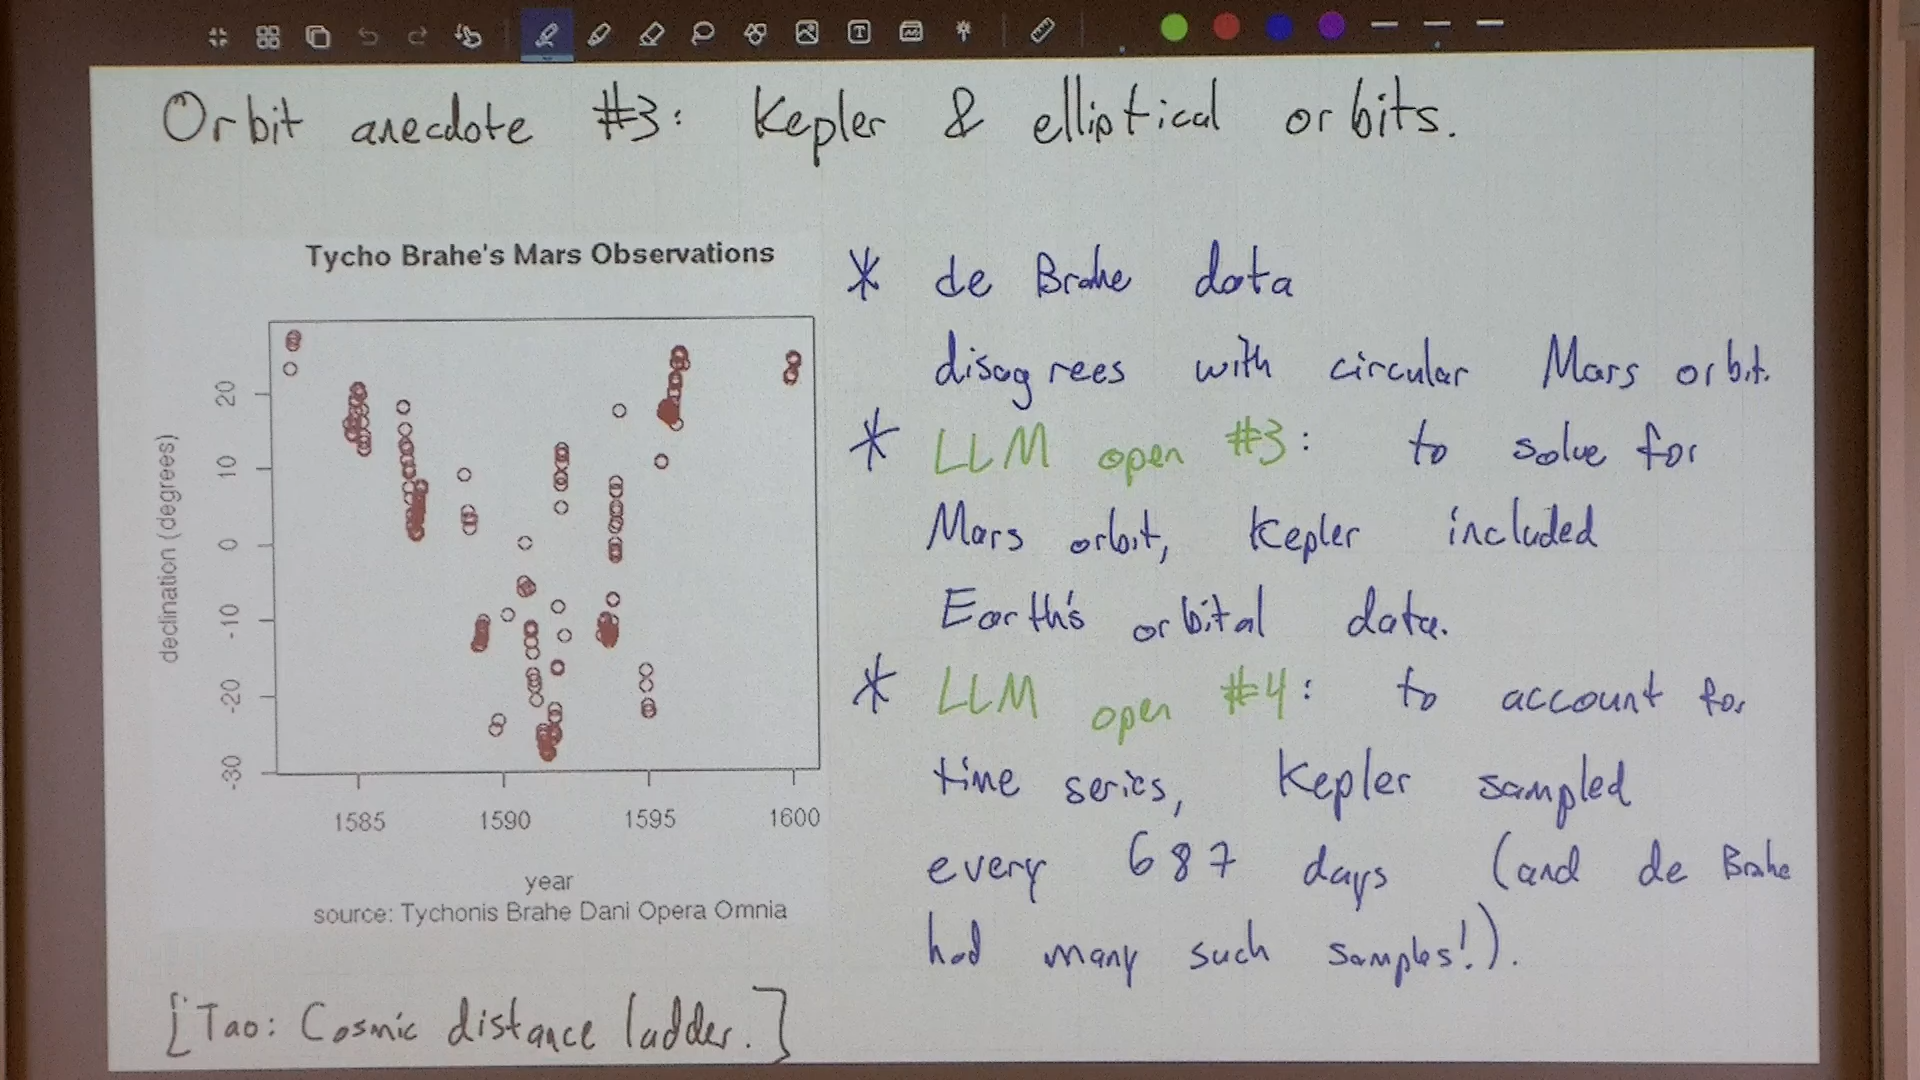 Orbit anecdote #3: Kepler & elliptical orbits.
Tycho Brahe's Mars Observations
declination (degrees)
20
10
0
-10
-20
-30
1585 1590 1595 1600
year
source: Tychonis Brahe Dani Opera Omnia
[Tao: Cosmic distance ladder.]
* de Brahe data
disagrees with circular Mars orbit.
* LLM open #3: to solve for
Mars orbit, Kepler included
Earth's orbital data.
* LLM open #4: to account for
time series, Kepler sampled
every 687 days (and de Brahe
had many such samples!).